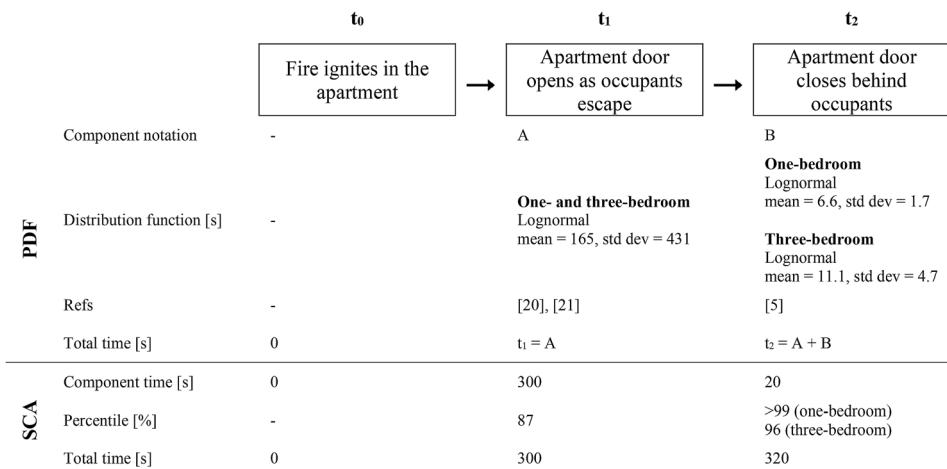 t₀ t₁ t₂
Fire ignites in the
apartment
Apartment door
opens as occupants
escape
Apartment door
closes behind
occupants
Component notation - A B
PDF
Distribution function [s] -
One- and three-bedroom
Lognormal
mean = 165, std dev = 431
One-bedroom
Lognormal
mean = 6.6, std dev = 1.7
Three-bedroom
Lognormal
mean = 11.1, std dev = 4.7
Refs - [20], [21] [5]
Total time [s] 0 t₁ = A t₂ = A + B
SCA
Component time [s] 0 300 20
Percentile [%] - 87 >99 (one-bedroom)
96 (three-bedroom)
Total time [s] 0 300 320